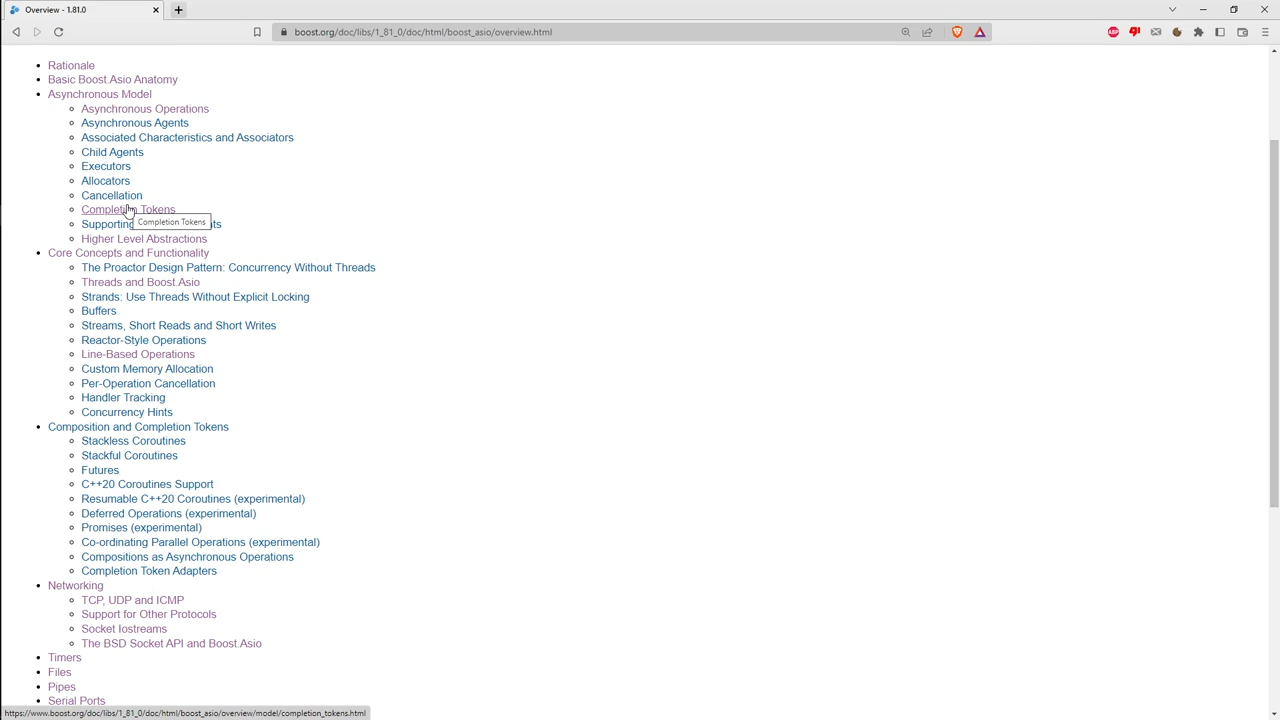 Overview - 1.81.0
boost.org/doc/libs/1_81_0/doc/html/boost_asio/overview.html
ABP
Rationale
Basic Boost.Asio Anatomy
Asynchronous Model
Asynchronous Operations
Asynchronous Agents
Associated Characteristics and Associators
Child Agents
Executors
Allocators
Cancellation
Completion Tokens
Completion Tokens
Supporting
ts
Higher Level Abstractions
Core Concepts and Functionality
The Proactor Design Pattern: Concurrency Without Threads
Threads and Boost.Asio
Strands: Use Threads Without Explicit Locking
Buffers
Streams, Short Reads and Short Writes
Reactor-Style Operations
Line-Based Operations
Custom Memory Allocation
Per-Operation Cancellation
Handler Tracking
Concurrency Hints
Composition and Completion Tokens
Stackless Coroutines
Stackful Coroutines
Futures
C++20 Coroutines Support
Resumable C++20 Coroutines (experimental)
Deferred Operations (experimental)
Promises (experimental)
Co-ordinating Parallel Operations (experimental)
Compositions as Asynchronous Operations
Completion Token Adapters
Networking
TCP, UDP and ICMP
Support for Other Protocols
Socket Iostreams
The BSD Socket API and Boost.Asio
Timers
Files
Pipes
Serial Ports
https://www.boost.org/doc/libs/1_81_0/doc/html/boost_asio/overview/model/completion_tokens.html